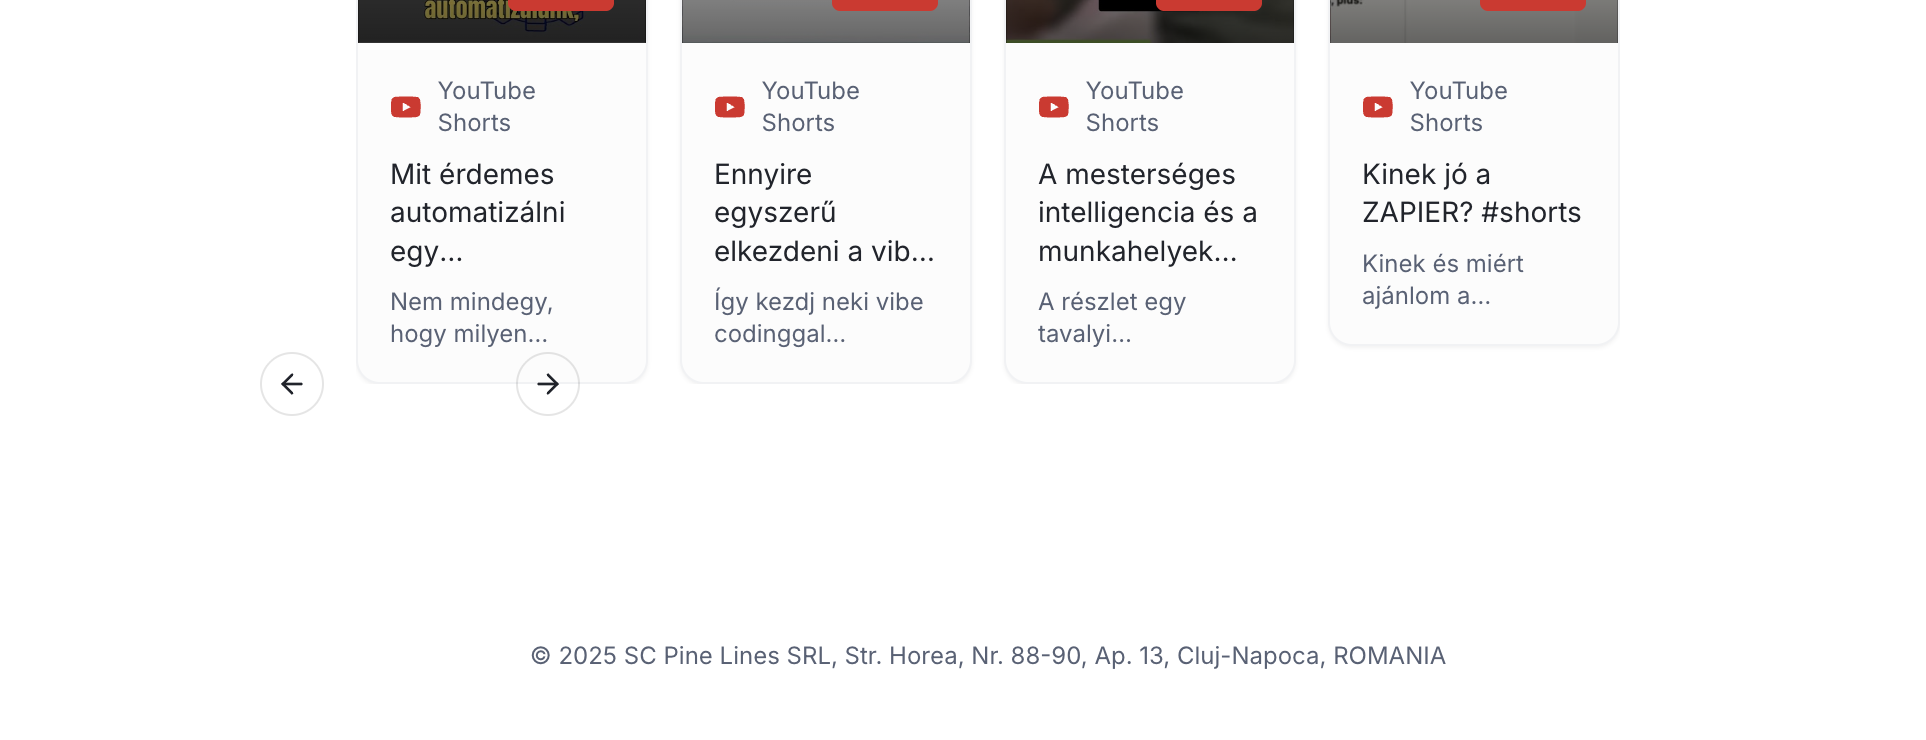 automatizálunk,
plus.
YouTube
Shorts
Mit érdemes
automatizálni
egy...
Nem mindegy,
hogy milyen...
YouTube
Shorts
Ennyire
egyszerű
elkezdeni a vib...
Így kezdj neki vibe
codinggal...
YouTube
Shorts
A mesterséges
intelligencia és a
munkahelyek...
A részlet egy
tavalyi...
YouTube
Shorts
Kinek jó a
ZAPIER? #shorts
Kinek és miért
ajánlom a...
© 2025 SC Pine Lines SRL, Str. Horea, Nr. 88-90, Ap. 13, Cluj-Napoca, ROMANIA